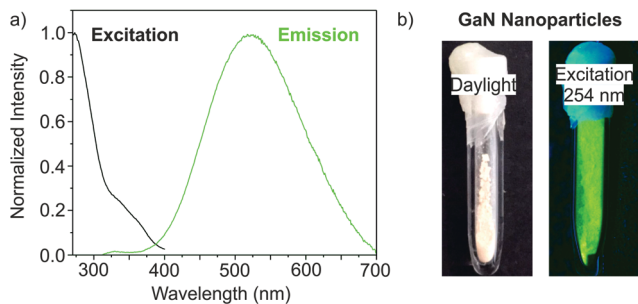 a)
Excitation
Emission
1.0
0.8
0.6
0.4
0.2
0.0
Normalized Intensity
300 400 500 600 700
Wavelength (nm)
b)
GaN Nanoparticles
Daylight
Excitation
254 nm